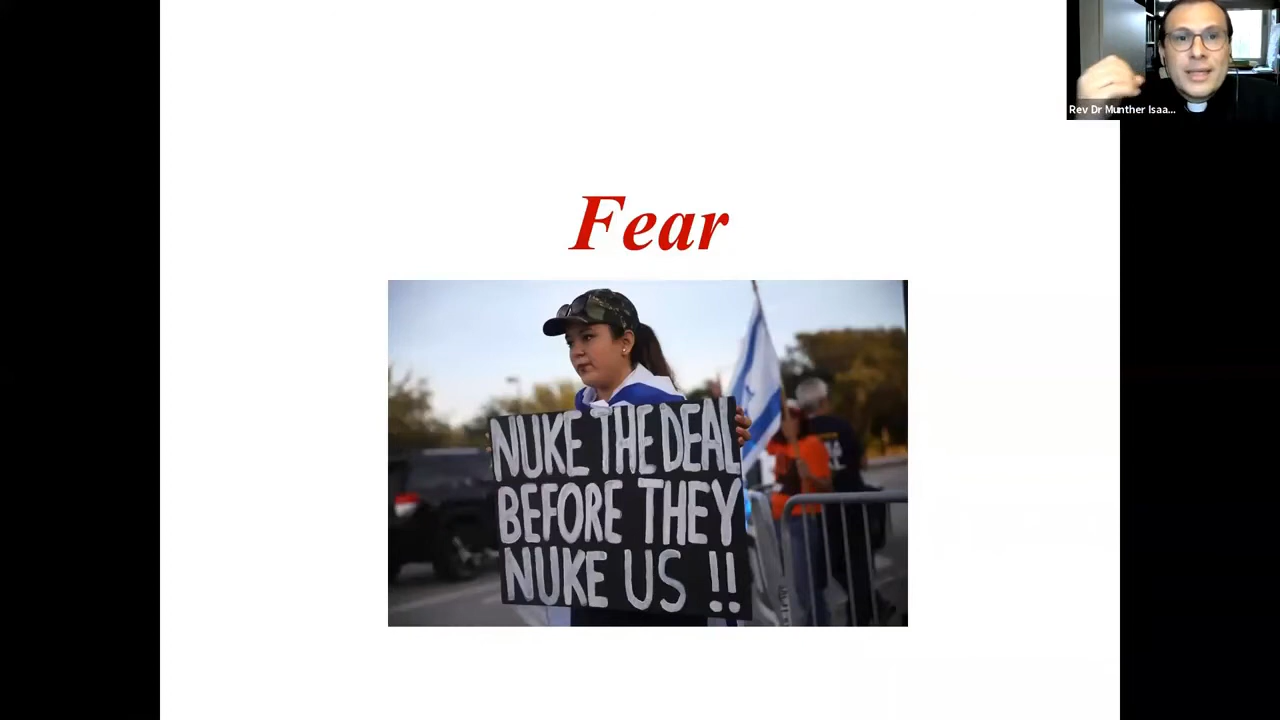 Rev Dr Munther Isaa...
Fear
NUKE THE DEAL
BEFORE THEY
NUKE US !!